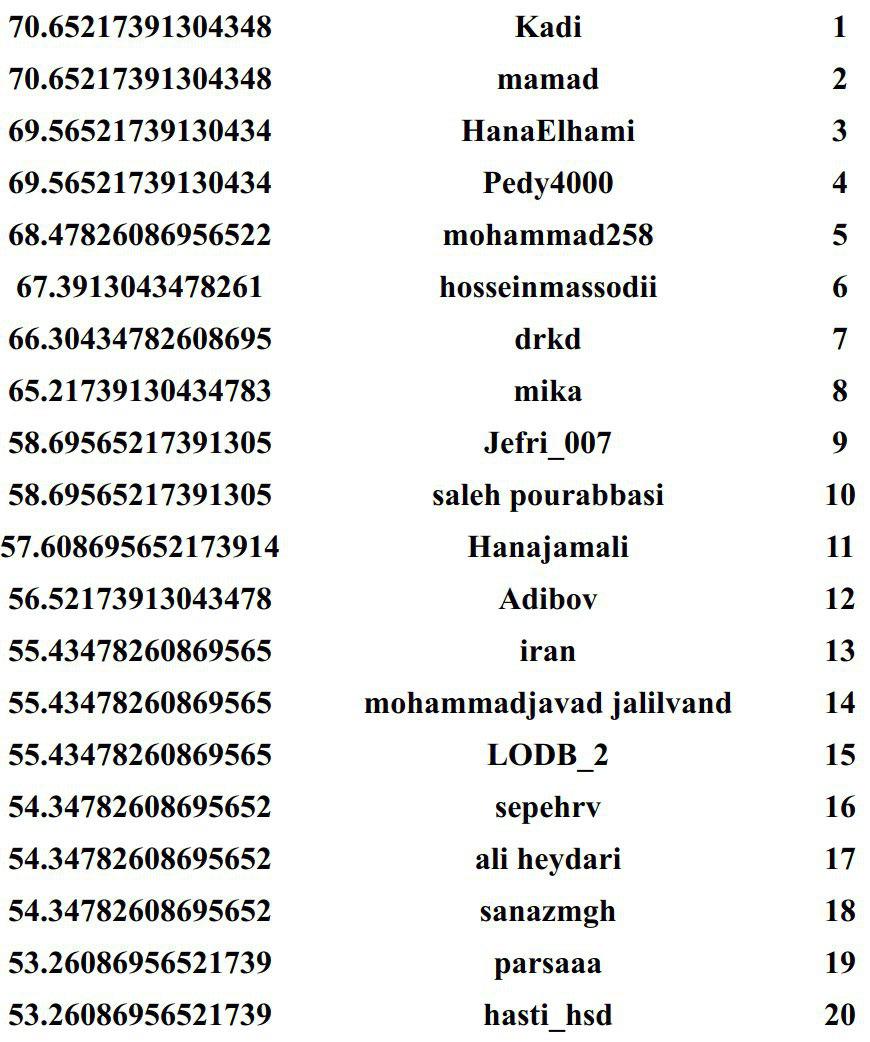 70.65217391304348 Kadi 1
70.65217391304348 mamad 2
69.56521739130434 HanaElhami 3
69.56521739130434 Pedy4000 4
68.47826086956522 mohammad258 5
67.3913043478261 hosseinmassodii 6
66.30434782608695 drkd 7
65.21739130434783 mika 8
58.69565217391305 Jefri_007 9
58.69565217391305 saleh pourabbasi 10
57.608695652173914 Hanajamali 11
56.52173913043478 Adibov 12
55.43478260869565 iran 13
55.43478260869565 mohammadjavad jalilvand 14
55.43478260869565 LODB_2 15
54.34782608695652 sepehrv 16
54.34782608695652 ali heydari 17
54.34782608695652 sanazmgh 18
53.26086956521739 parsaaa 19
53.26086956521739 hasti_hsd 20